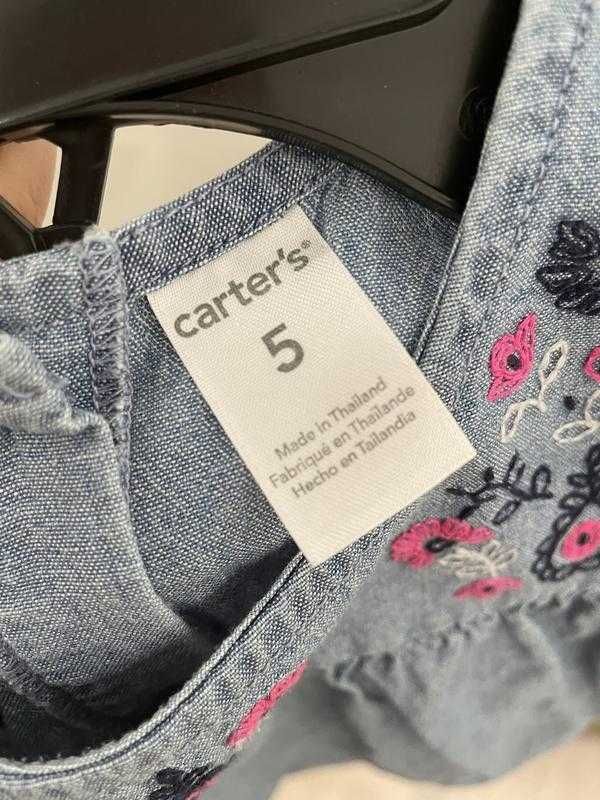 carter's®
5
Made in Thailand
Fabriqué en Thaïlande
Hecho en Tailandia